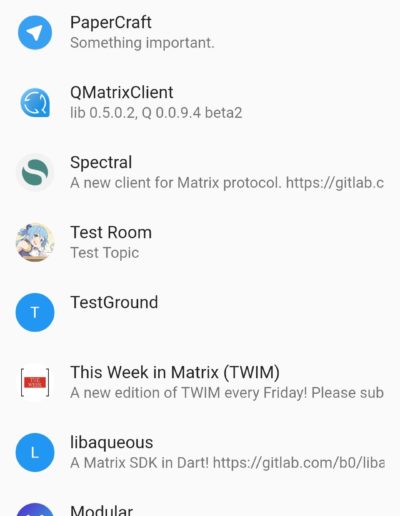 PaperCraft
Something important.
QMatrixClient
lib 0.5.0.2, Q 0.0.9.4 beta2
Spectral
A new client for Matrix protocol. https://gitlab.c
Test Room
Test Topic
T
TestGround
THE WEEK
This Week in Matrix (TWIM)
A new edition of TWIM every Friday! Please sub
L
libaqueous
A Matrix SDK in Dart! https://gitlab.com/b0/liba
Modular